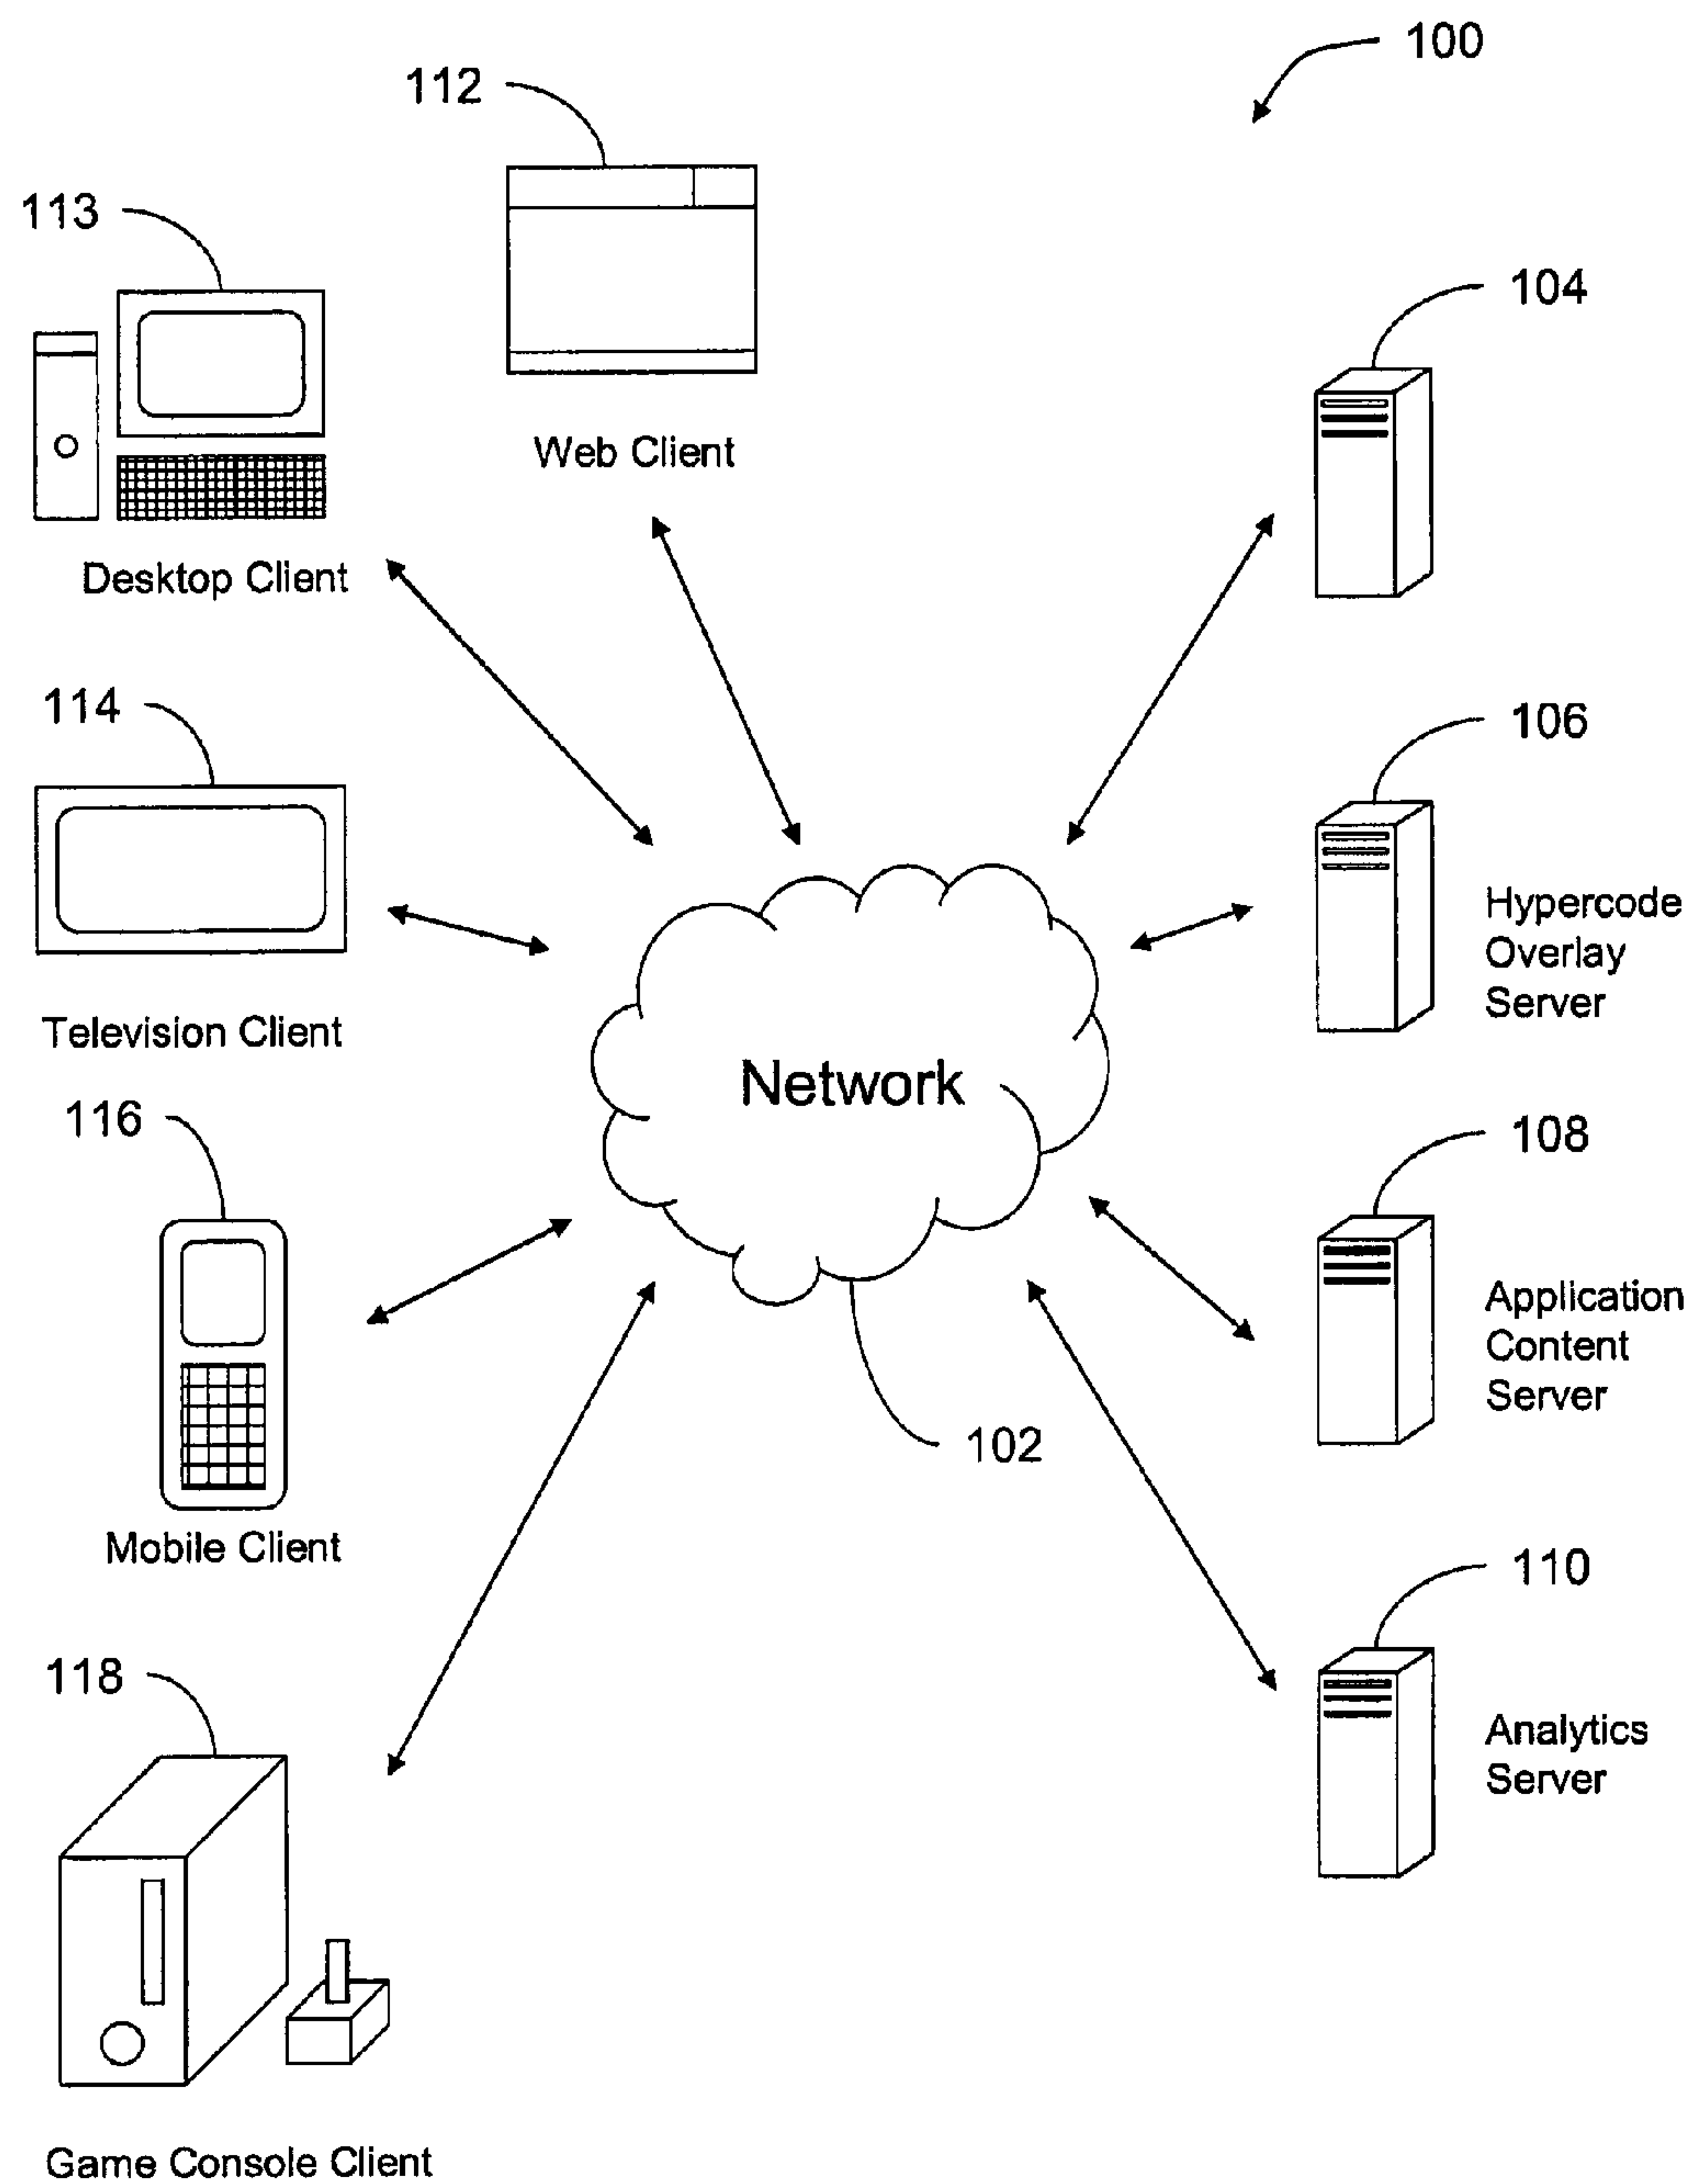 100
112
113
104
Web Client
Desktop Client
114
106
Hypercode
Overlay
Server
Television Client
Network
116
108
Application
Content
Server
102
Mobile Client
110
118
Analytics
Server
Game Console Client